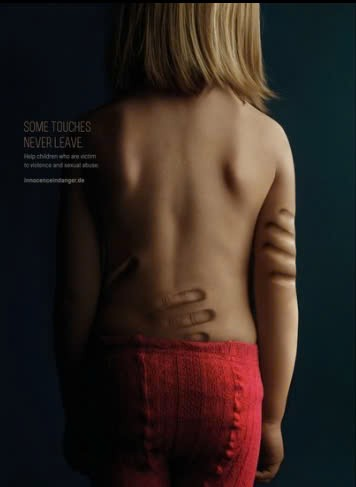 SOME TOUCHES
NEVER LEAVE.
Help children who are victim
to violence and sexual abuse.
innocenceindanger.de